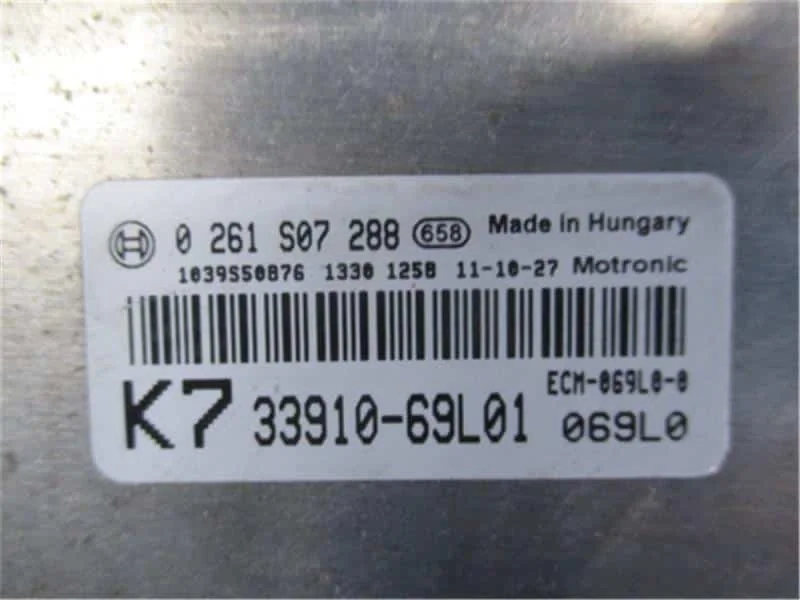 0 261 S07 288 658 Made in Hungary
1039S50876 1330 1258 11-10-27 Motronic
K7 33910-69L01 ECM-069L0-0
069L0